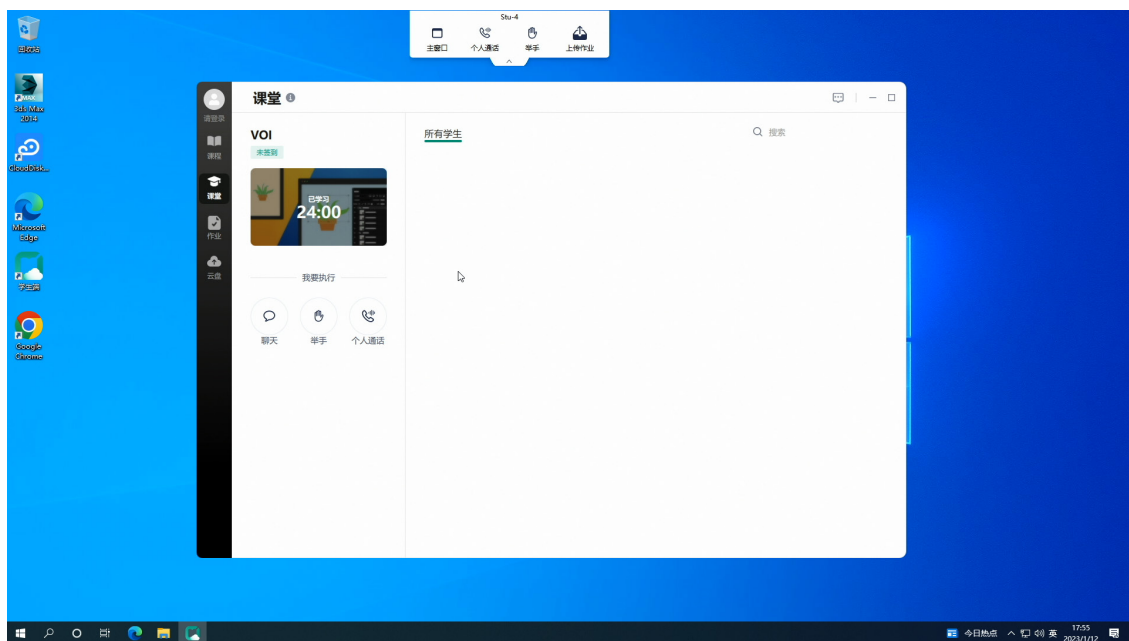 Stu-4
主窗口
个人通话
举手
上传作业
回收站
3ds Max
2014
CloudDisk...
Microsoft
Edge
学生端
Google
Chrome
请登录
课程
课堂
作业
云盘
课堂
VOI
未签到
已学习
24:00
我要执行
聊天
举手
个人通话
所有学生
搜索
今日热点
英
17:55
2023/1/12